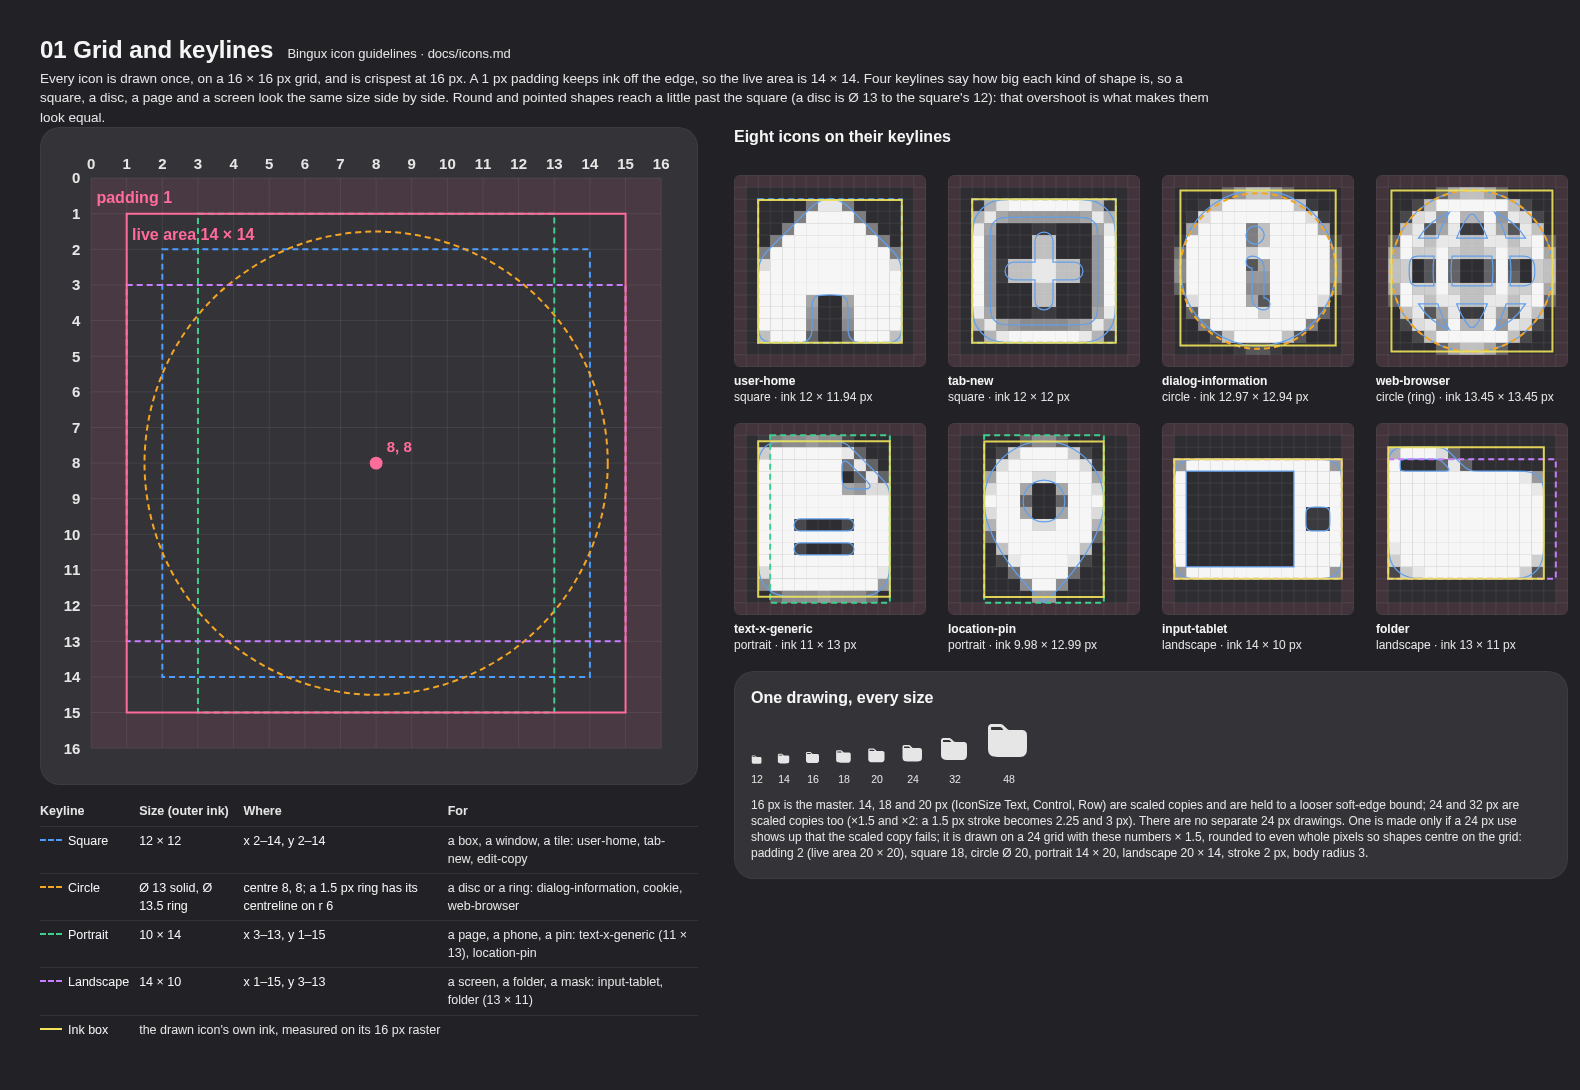 01 Grid and keylines Bingux icon guidelines · docs/icons.md
Every icon is drawn once, on a 16 × 16 px grid, and is crispest at 16 px. A 1 px padding keeps ink off the edge, so the live area is 14 × 14. Four keylines say how big each kind of shape is, so a
square, a disc, a page and a screen look the same size side by side. Round and pointed shapes reach a little past the square (a disc is Ø 13 to the square's 12): that overshoot is what makes them
look equal.
0 1 2 3 4 5 6 7 8 9 10 11 12 13 14 15 16
0
padding 1
1
live area 14 × 14
2
3
4
5
6
7
8, 8
8
9
10
11
12
13
14
15
16
Keyline Size (outer ink) Where For
Square 12 × 12 x 2–14, y 2–14 a box, a window, a tile: user-home, tab-
new, edit-copy
Circle Ø 13 solid, Ø centre 8, 8; a 1.5 px ring has its a disc or a ring: dialog-information, cookie,
13.5 ring centreline on r 6 web-browser
Portrait 10 × 14 x 3–13, y 1–15 a page, a phone, a pin: text-x-generic (11 ×
13), location-pin
Landscape 14 × 10 x 1–15, y 3–13 a screen, a folder, a mask: input-tablet,
folder (13 × 11)
Ink box the drawn icon's own ink, measured on its 16 px raster
Eight icons on their keylines
user-home tab-new dialog-information web-browser
square · ink 12 × 11.94 px square · ink 12 × 12 px circle · ink 12.97 × 12.94 px circle (ring) · ink 13.45 × 13.45 px
text-x-generic location-pin input-tablet folder
portrait · ink 11 × 13 px portrait · ink 9.98 × 12.99 px landscape · ink 14 × 10 px landscape · ink 13 × 11 px
One drawing, every size
12 14 16 18 20 24 32 48
16 px is the master. 14, 18 and 20 px (IconSize Text, Control, Row) are scaled copies and are held to a looser soft-edge bound; 24 and 32 px are
scaled copies too (×1.5 and ×2: a 1.5 px stroke becomes 2.25 and 3 px). There are no separate 24 px drawings. One is made only if a 24 px use
shows up that the scaled copy fails; it is drawn on a 24 grid with these numbers × 1.5, rounded to even whole pixels so shapes centre on the grid:
padding 2 (live area 20 × 20), square 18, circle Ø 20, portrait 14 × 20, landscape 20 × 14, stroke 2 px, body radius 3.